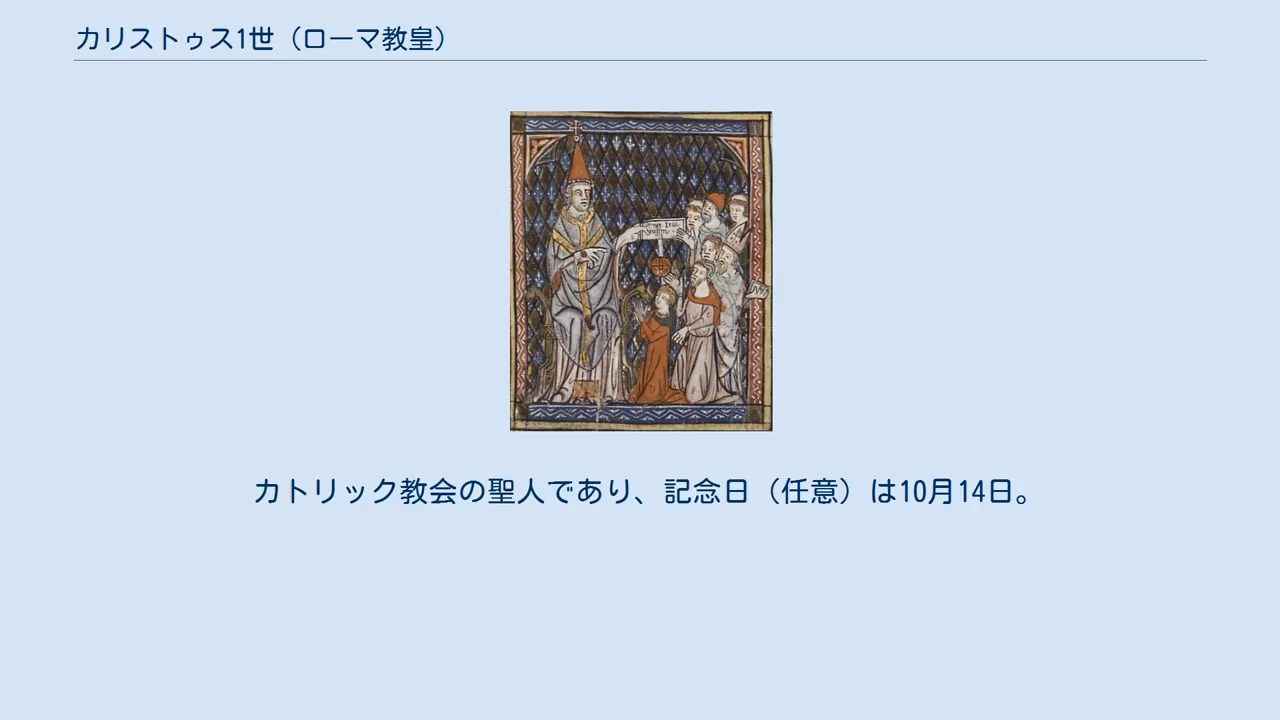 カリストゥス1世（ローマ教皇）
カトリック教会の聖人であり、記念日（任意）は10月14日。